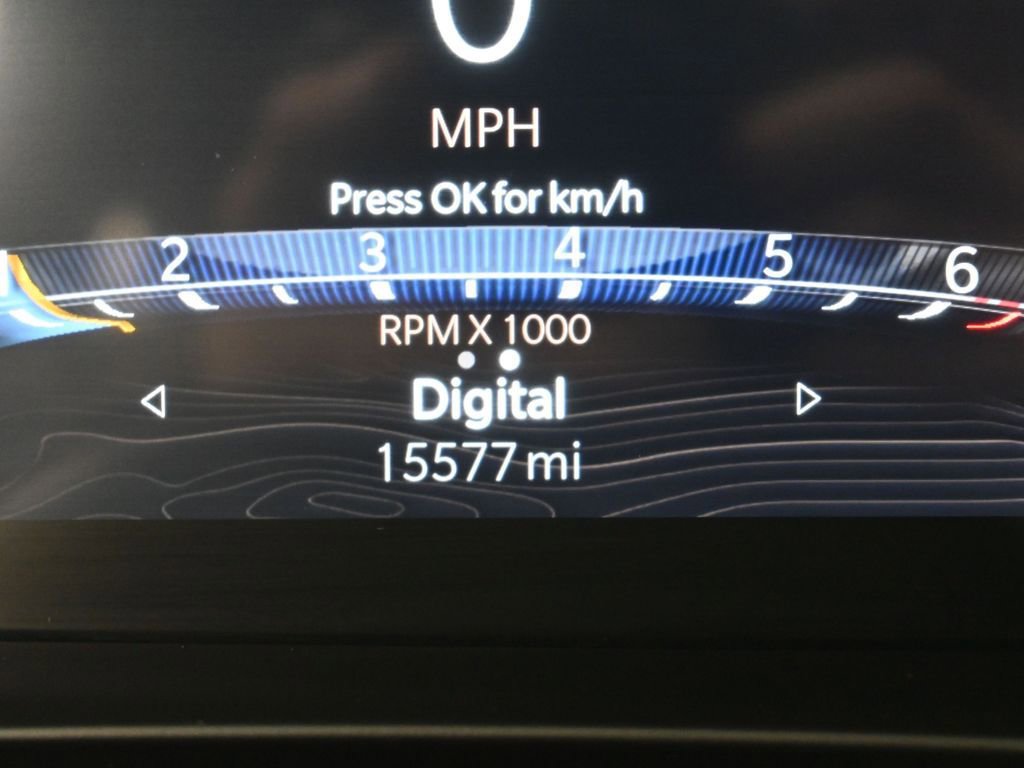 0
MPH
Press OK for km/h
2 3 4 5 6
RPM X 1000
Digital
15577 mi